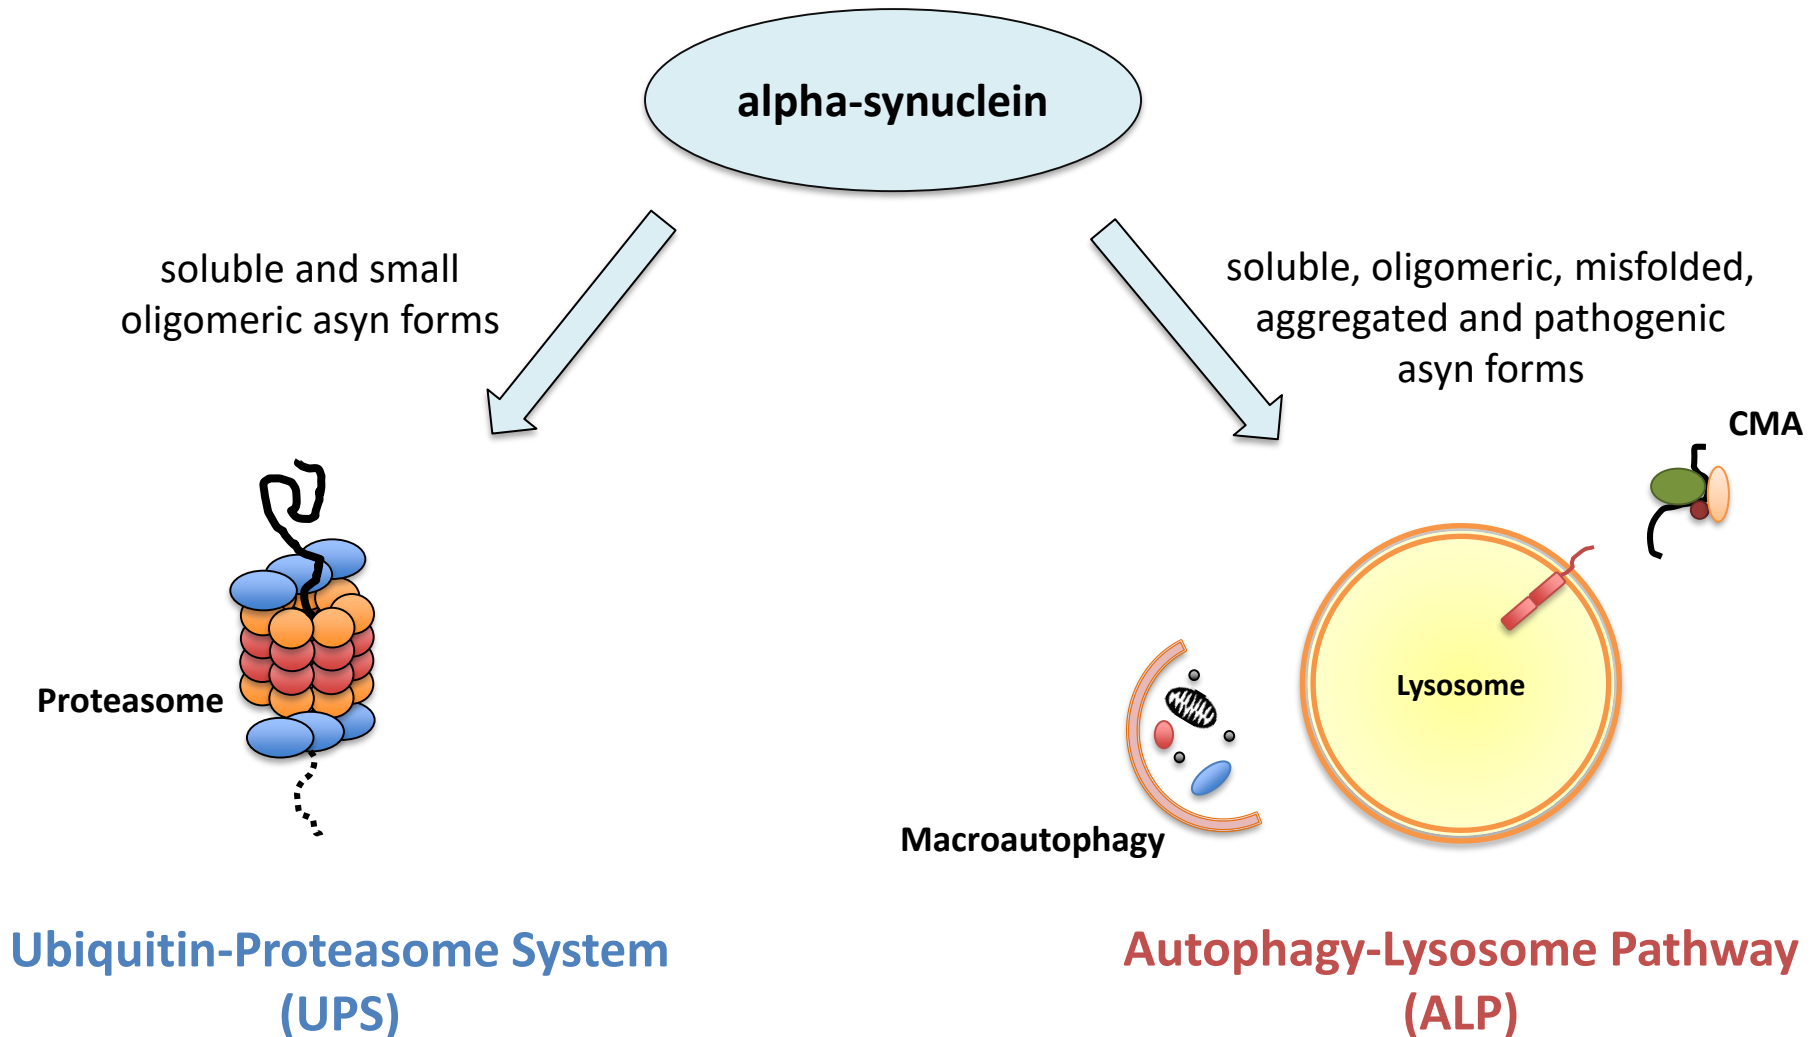 alpha-synuclein
soluble and small
oligomeric asyn forms
soluble, oligomeric, misfolded,
aggregated and pathogenic
asyn forms
CMA
Proteasome
Lysosome
Macroautophagy
Ubiquitin-Proteasome System
(UPS)
Autophagy-Lysosome Pathway
(ALP)